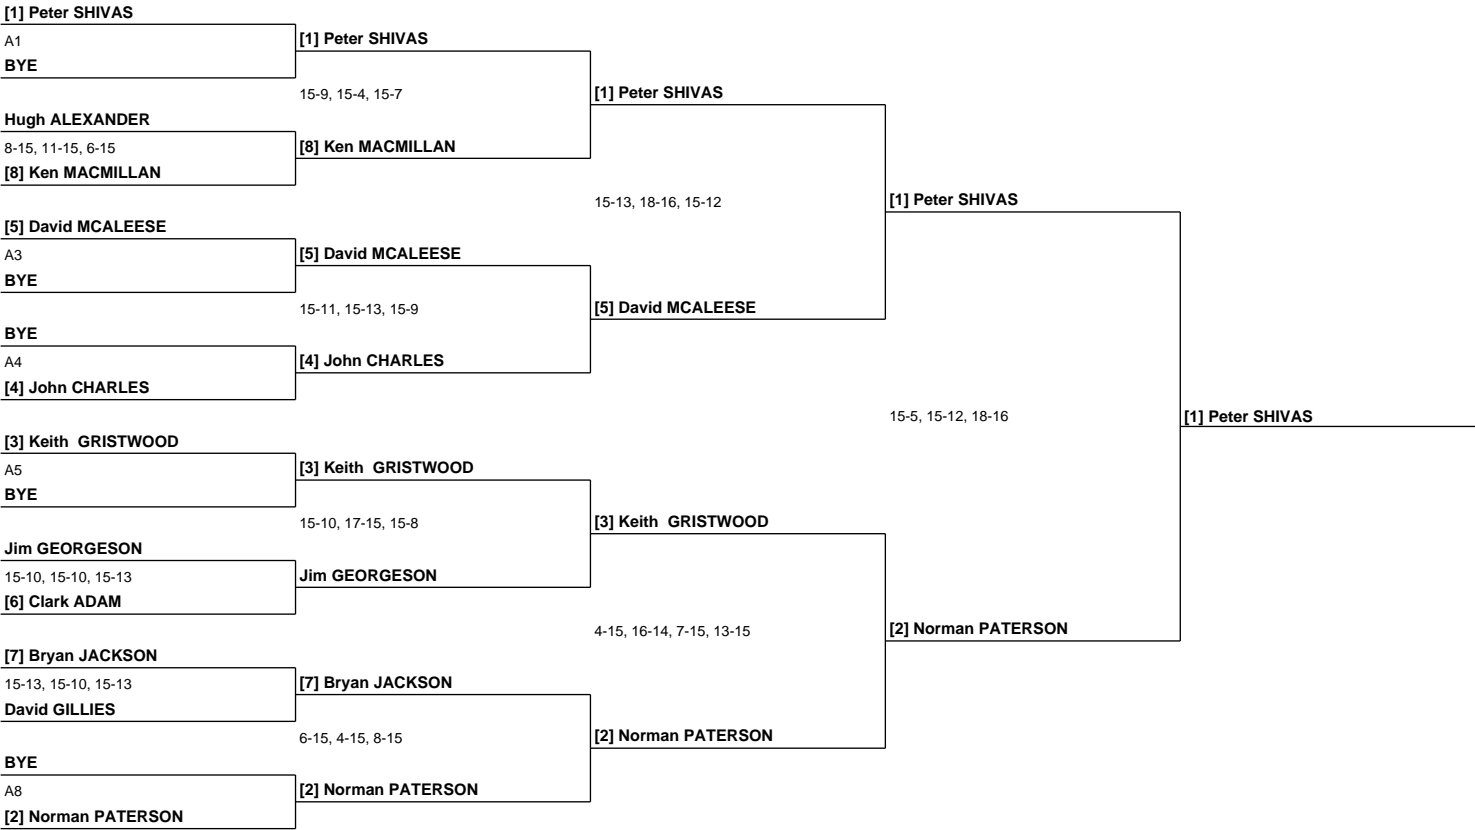 [1] Peter SHIVAS
A1
BYE
Hugh ALEXANDER
8-15, 11-15, 6-15
[8] Ken MACMILLAN
[5] David MCALEESE
A3
BYE
BYE
A4
[4] John CHARLES
[3] Keith  GRISTWOOD
A5
BYE
Jim GEORGESON
15-10, 15-10, 15-13
[6] Clark ADAM
[7] Bryan JACKSON
15-13, 15-10, 15-13
David GILLIES
BYE
A8
[2] Norman PATERSON
[1] Peter SHIVAS
15-9, 15-4, 15-7
[8] Ken MACMILLAN
[5] David MCALEESE
15-11, 15-13, 15-9
[4] John CHARLES
[3] Keith  GRISTWOOD
15-10, 17-15, 15-8
Jim GEORGESON
[7] Bryan JACKSON
6-15, 4-15, 8-15
[2] Norman PATERSON
[1] Peter SHIVAS
15-13, 18-16, 15-12
[5] David MCALEESE
[3] Keith  GRISTWOOD
4-15, 16-14, 7-15, 13-15
[2] Norman PATERSON
[1] Peter SHIVAS
15-5, 15-12, 18-16
[2] Norman PATERSON
[1] Peter SHIVAS